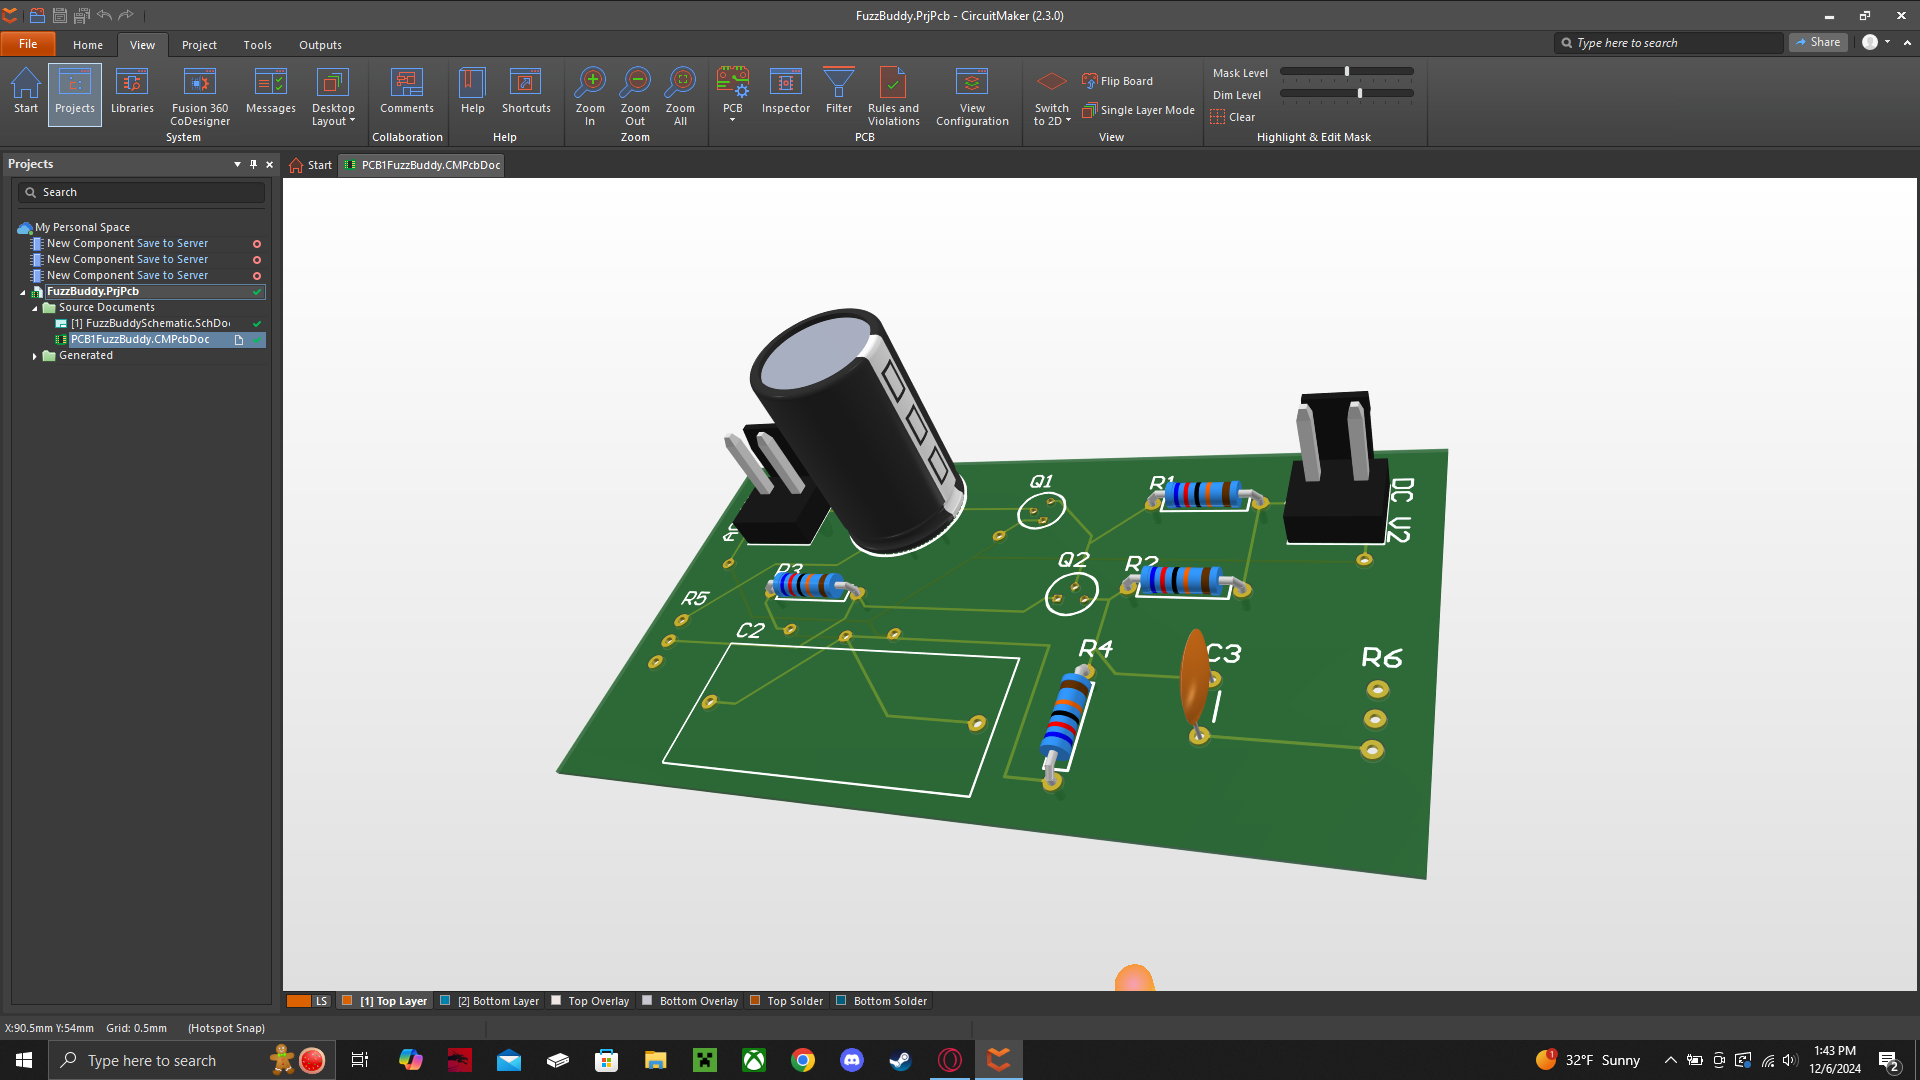 FuzzBuddy.PrjPcb - CircuitMaker (2.3.0)
File Home View Project Tools Outputs
Type here to search Share
Start Projects Libraries Fusion 360 CoDesigner Messages Desktop Layout
System
Comments
Collaboration
Help Shortcuts
Help
Zoom In Zoom Out Zoom All
Zoom
PCB Inspector Filter Rules and Violations View Configuration
PCB
Switch to 2D Flip Board Single Layer Mode
View
Mask Level
Dim Level
Clear
Highlight & Edit Mask
Projects
Search
My Personal Space
New Component Save to Server
New Component Save to Server
New Component Save to Server
FuzzBuddy.PrjPcb
Source Documents
[1] FuzzBuddySchematic.SchDo
PCB1FuzzBuddy.CMPcbDoc
Generated
Start PCB1FuzzBuddy.CMPcbDoc
Q1
R1
DC V2
Q2
R2
R3
R5
C2
R4
C3
R6
LS [1] Top Layer [2] Bottom Layer Top Overlay Bottom Overlay Top Solder Bottom Solder
X:90.5mm Y:54mm Grid: 0.5mm (Hotspot Snap)
Type here to search
1
32°F Sunny
1:43 PM
12/6/2024
2